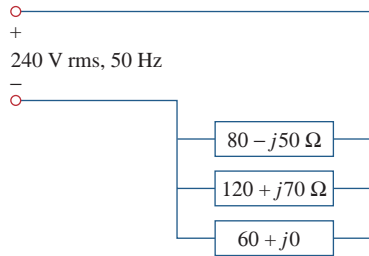 +
240 V rms, 50 Hz
–
80 – j50 Ω
120 + j70 Ω
60 + j0